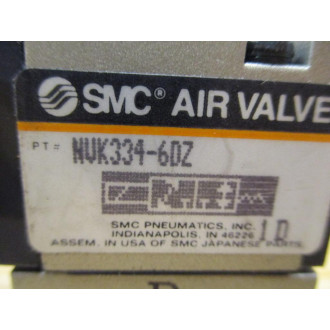 SMC® AIR VALVE
PT= NVK334-6DZ
SMC PNEUMATICS, INC.
INDIANAPOLIS, IN 46226 1D
ASSEM. IN USA OF SMC JAPANESE PARTS.